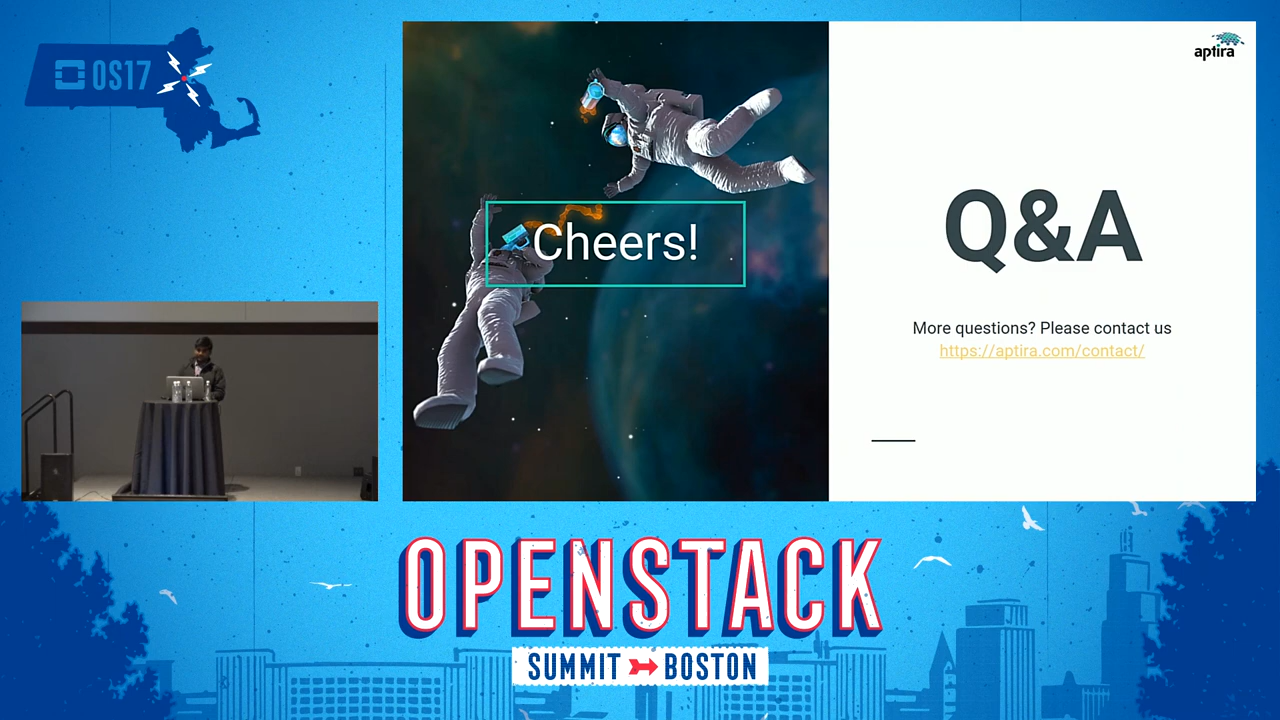 OS17
aptira
Cheers!
Q&A
More questions? Please contact us
https://aptira.com/contact/
OPENSTACK
SUMMIT BOSTON